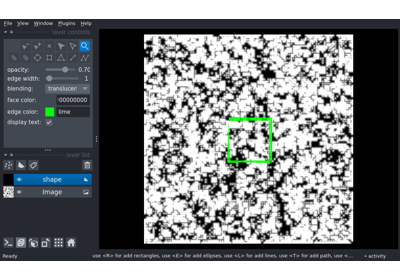 File View Window Plugins Help
layer controls
opacity: 0.70
edge width: 1
blending: translucen
face color: 00000000
edge color: lime
display text:
layer list
shape
Image
Ready
use <R> for add rectangles, use <E> for add ellipses, use <L> for add lines, use <T> for add path, use <...
activity